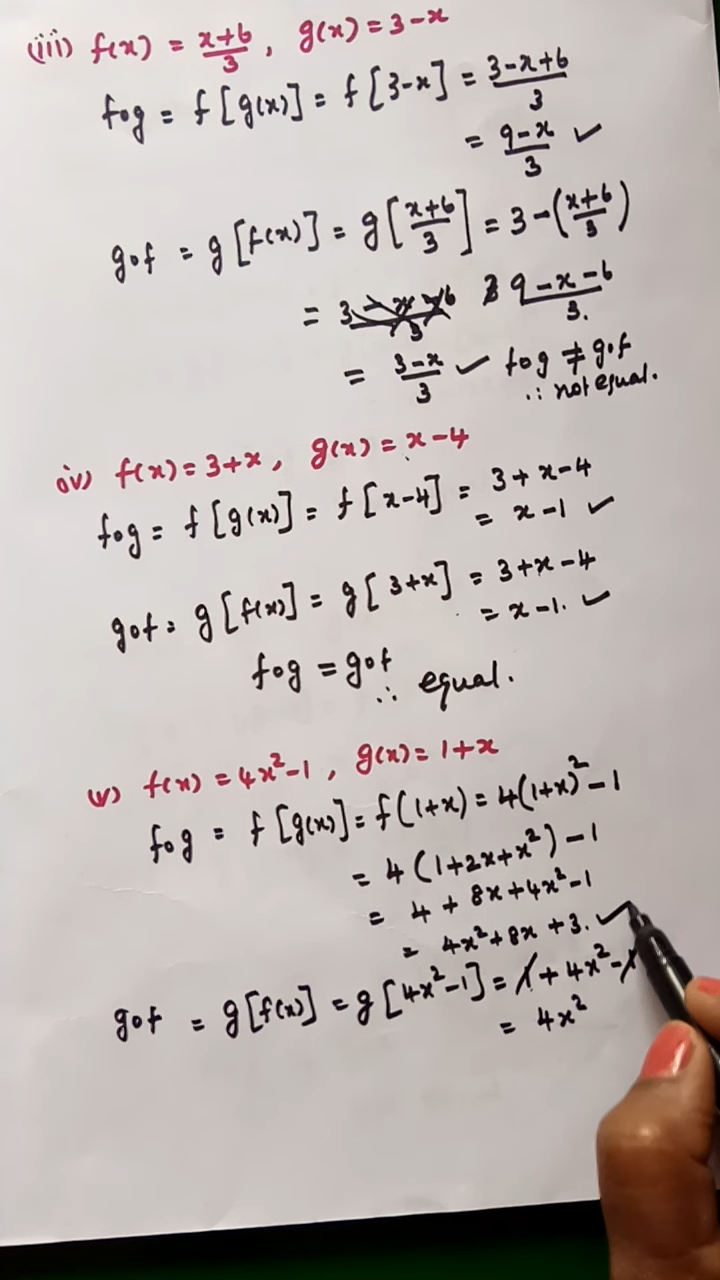 (iii) f(x) = x+6/3, g(x) = 3-x
fog = f[g(x)] = f[3-x] = 3-x+6/3
= 9-x/3 ✓
gof = g[f(x)] = g[x+6/3] = 3-(x+6/3)
= 9-x-6/3.
= 3-x/3 ✓ fog ≠ gof
∴ not equal.
iv) f(x) = 3+x, g(x) = x-4
fog = f[g(x)] = f[x-4] = 3+x-4
= x-1 ✓
gof = g[f(x)] = g[3+x] = 3+x-4
= x-1. ✓
fog = gof
∴ equal.
v) f(x) = 4x²-1, g(x) = 1+x
fog = f[g(x)] = f(1+x) = 4(1+x)²-1
= 4(1+2x+x²)-1
= 4+8x+4x²-1
= 4x²+8x+3. ✓
gof = g[f(x)] = g[4x²-1] = 1+4x²-1
= 4x²